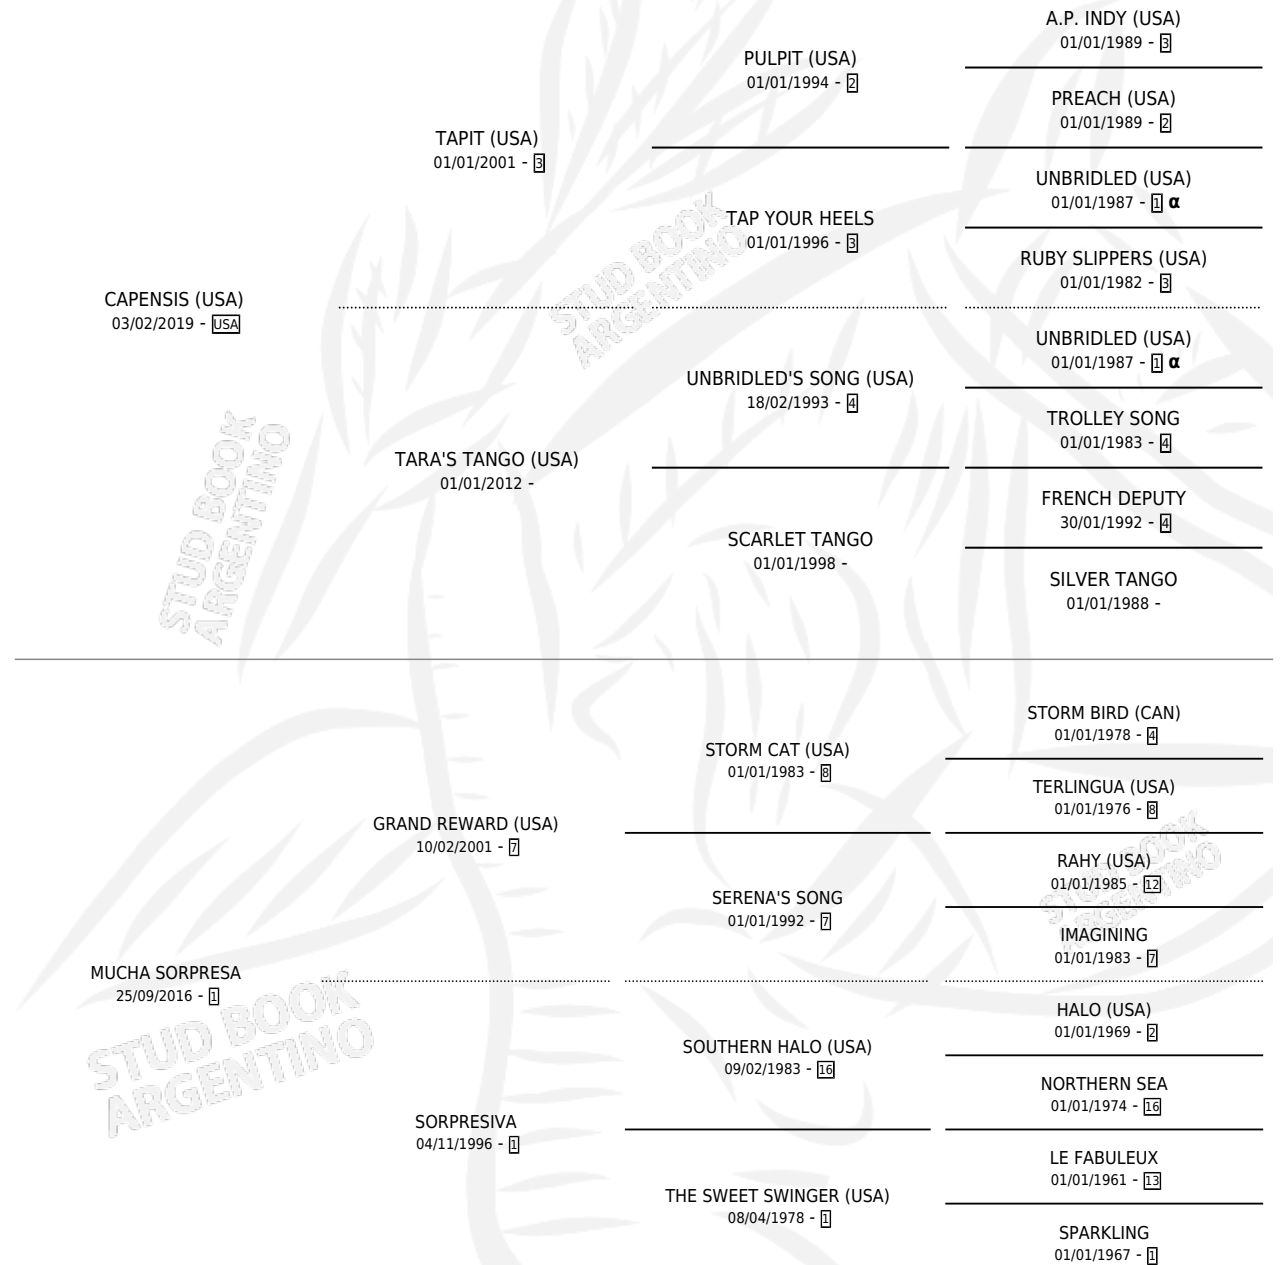 A.P. INDY (USA)
01/01/1989 - 3
PULPIT (USA)
01/01/1994 - 2
PREACH (USA)
01/01/1989 - 2
TAPIT (USA)
01/01/2001 - 3
UNBRIDLED (USA)
01/01/1987 - 1 α
TAP YOUR HEELS
01/01/1996 - 3
RUBY SLIPPERS (USA)
01/01/1982 - 3
CAPENSIS (USA)
03/02/2019 - USA
UNBRIDLED (USA)
01/01/1987 - 1 α
UNBRIDLED'S SONG (USA)
18/02/1993 - 4
TROLLEY SONG
01/01/1983 - 4
TARA'S TANGO (USA)
01/01/2012 -
FRENCH DEPUTY
30/01/1992 - 4
SCARLET TANGO
01/01/1998 -
SILVER TANGO
01/01/1988 -
STORM BIRD (CAN)
01/01/1978 - 4
STORM CAT (USA)
01/01/1983 - 8
TERLINGUA (USA)
01/01/1976 - 8
GRAND REWARD (USA)
10/02/2001 - 7
RAHY (USA)
01/01/1985 - 12
SERENA'S SONG
01/01/1992 - 7
IMAGINING
01/01/1983 - 7
MUCHA SORPRESA
25/09/2016 - 1
HALO (USA)
01/01/1969 - 2
SOUTHERN HALO (USA)
09/02/1983 - 16
NORTHERN SEA
01/01/1974 - 16
SORPRESIVA
04/11/1996 - 1
LE FABULEUX
01/01/1961 - 13
THE SWEET SWINGER (USA)
08/04/1978 - 1
SPARKLING
01/01/1967 - 1
STUD BOOK
ARGENTINO
STUD BOOK
ARGENTINO
STUD BOOK
ARGENTINO
STUD BOOK
ARGENTINO